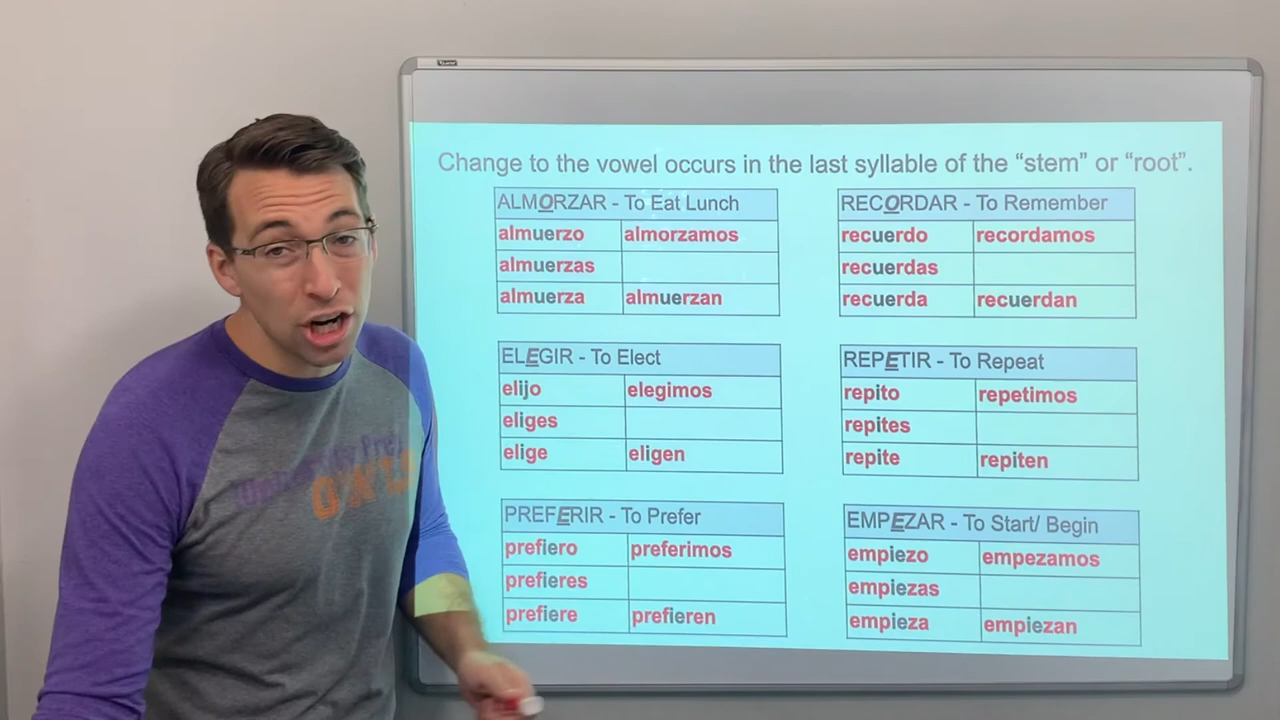 Change to the vowel occurs in the last syllable of the “stem” or “root”.
ALMORZAR - To Eat Lunch
almuerzo almorzamos
almuerzas
almuerza almuerzan
RECORDAR - To Remember
recuerdo recordamos
recuerdas
recuerda recuerdan
ELEGIR - To Elect
elijo elegimos
eliges
elige eligen
REPETIR - To Repeat
repito repetimos
repites
repite repiten
PREFERIR - To Prefer
prefiero preferimos
prefieres
prefiere prefieren
EMPEZAR - To Start/ Begin
empiezo empezamos
empiezas
empieza empiezan